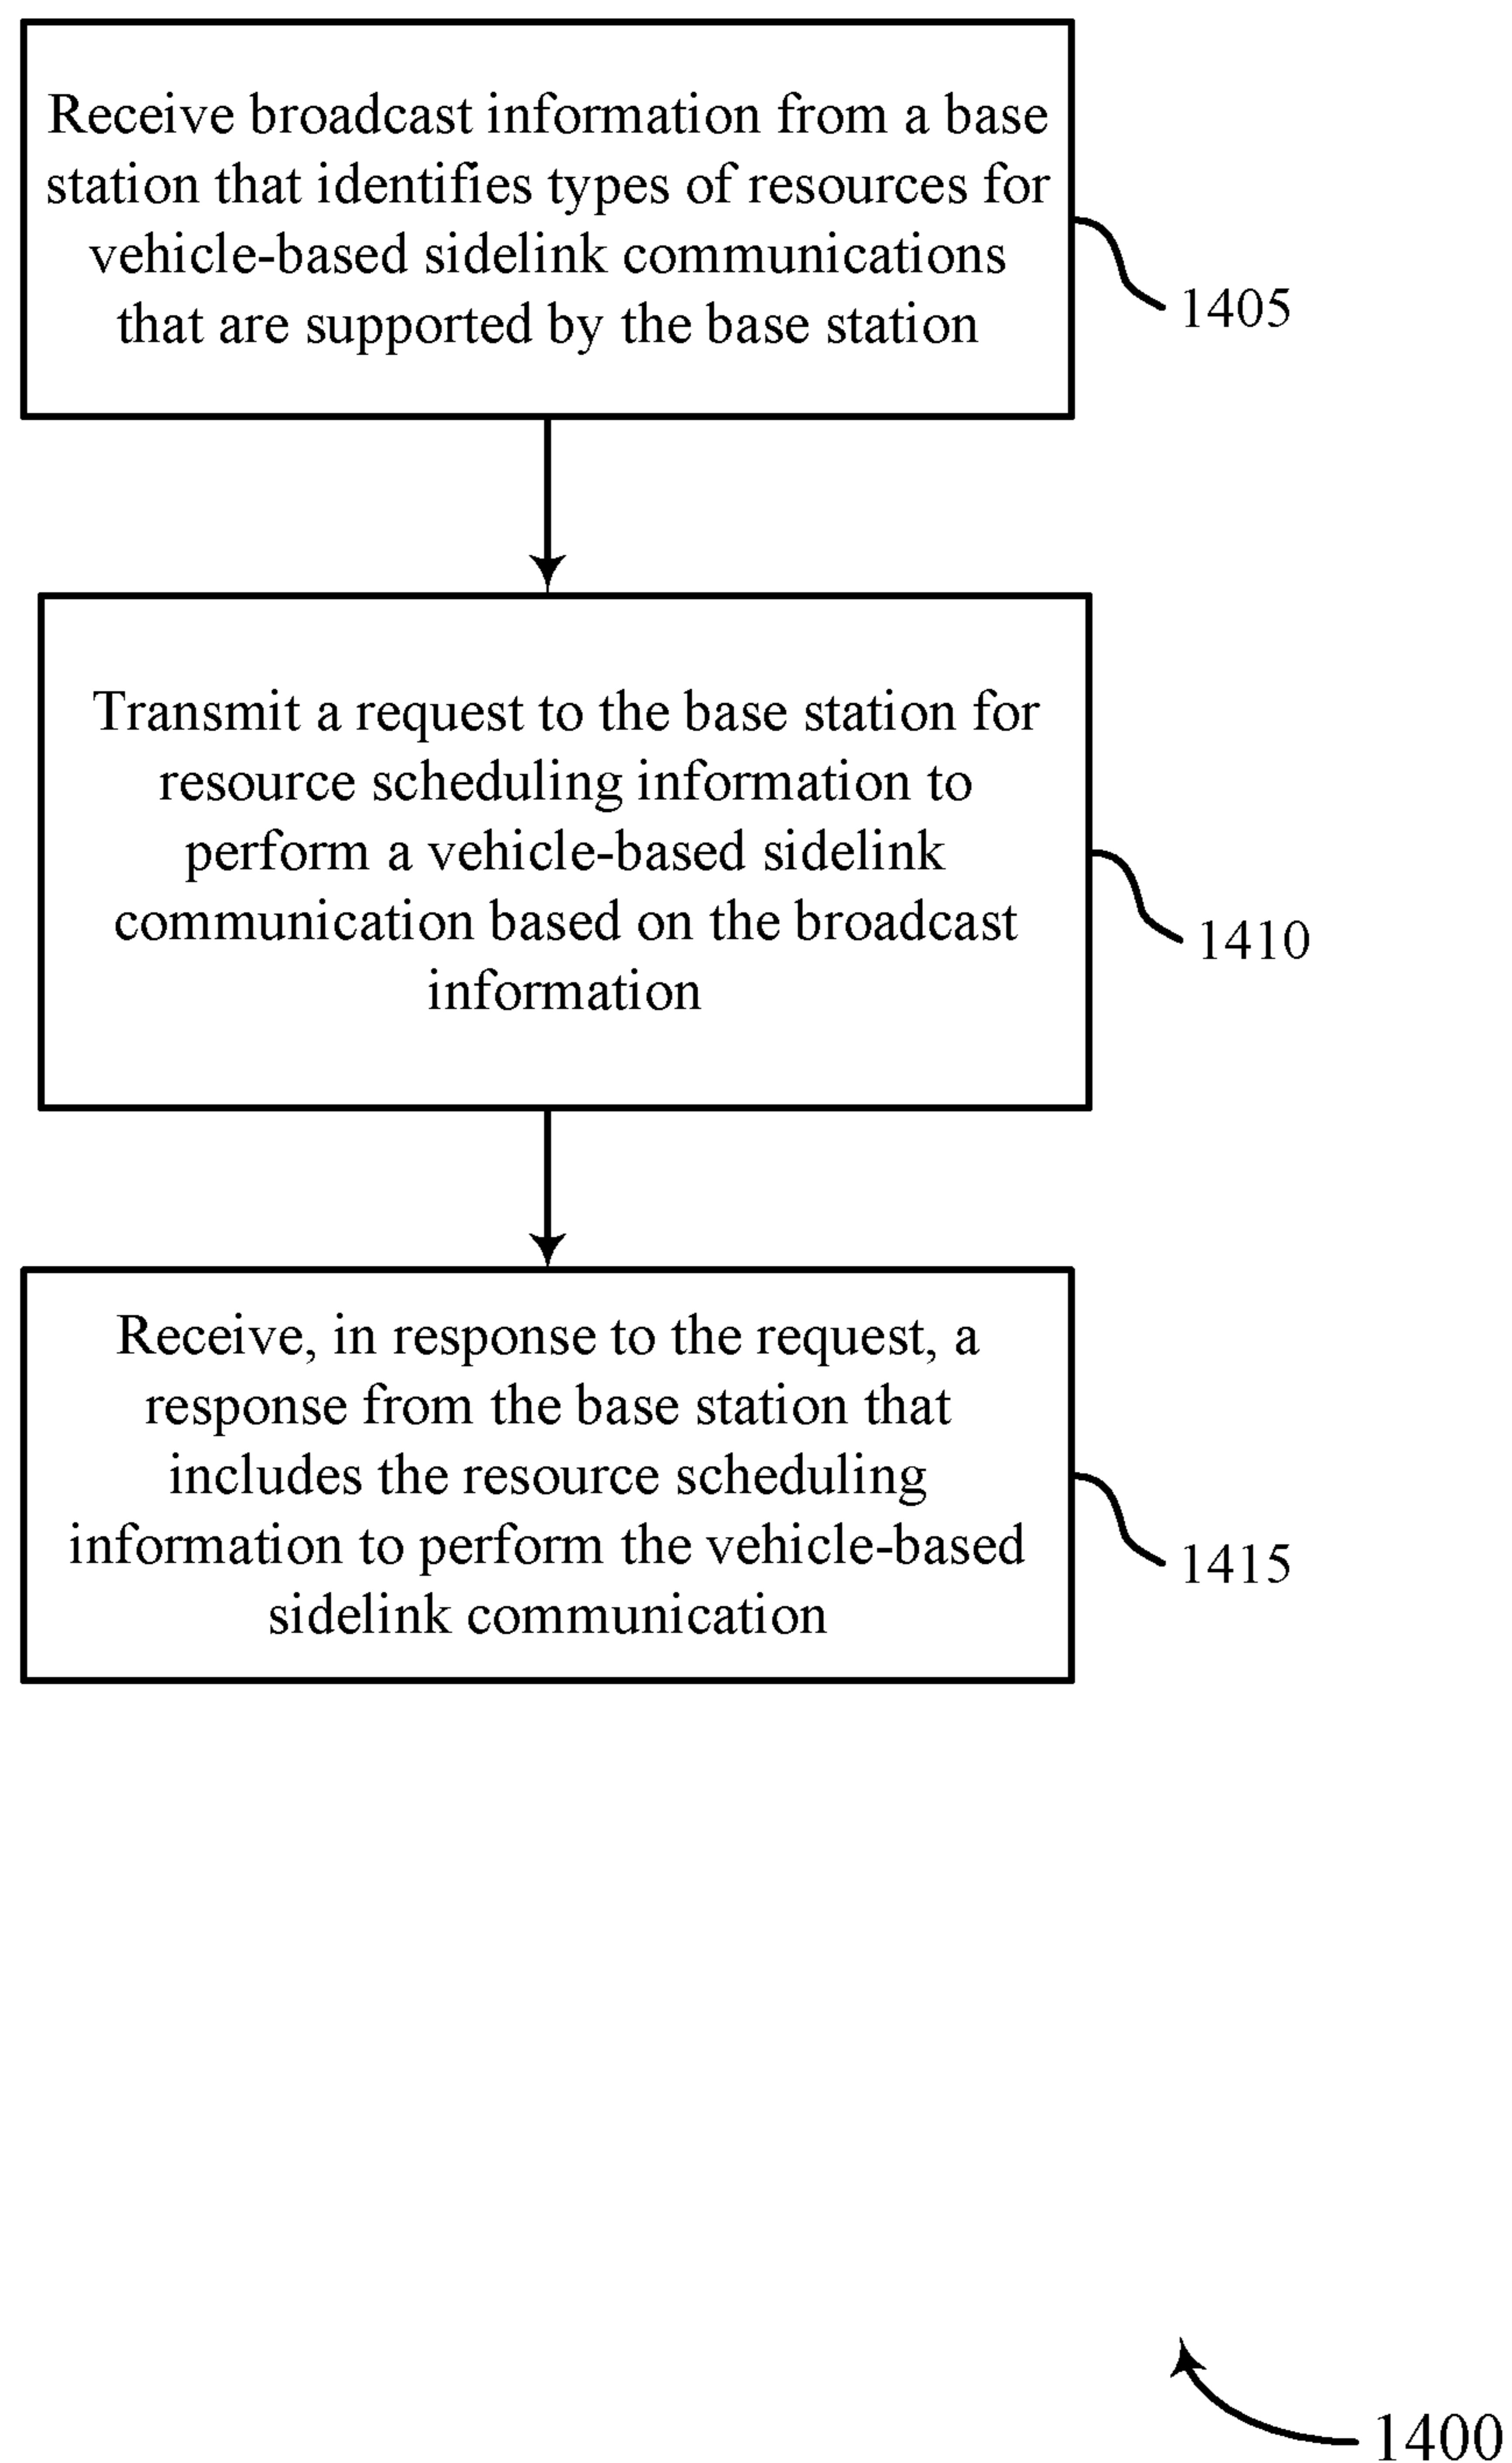 Receive broadcast information from a base
station that identifies types of resources for
vehicle-based sidelink communications
that are supported by the base station
1405
Transmit a request to the base station for
resource scheduling information to
perform a vehicle-based sidelink
communication based on the broadcast
information
1410
Receive, in response to the request, a
response from the base station that
includes the resource scheduling
information to perform the vehicle-based
sidelink communication
1415
1400